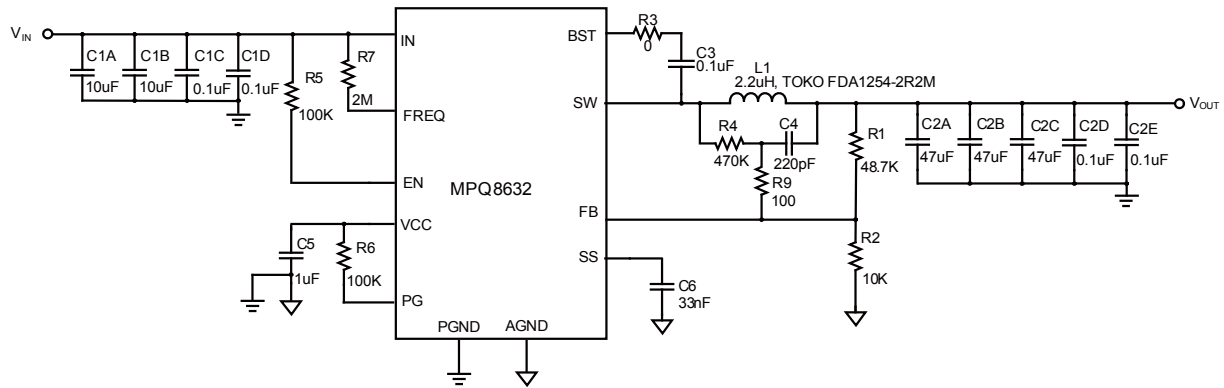 VIN
C1A
10uF
C1B
10uF
C1C
0.1uF
C1D
0.1uF
R5
100K
R7
2M
IN
FREQ
EN
VCC
PG
C5
1uF
R6
100K
MPQ8632
PGND
AGND
BST
SW
FB
SS
R3
0
C3
0.1uF
L1
2.2uH, TOKO FDA1254-2R2M
R4
470K
C4
220pF
R9
100
R1
48.7K
R2
10K
C6
33nF
C2A
47uF
C2B
47uF
C2C
47uF
C2D
0.1uF
C2E
0.1uF
VOUT